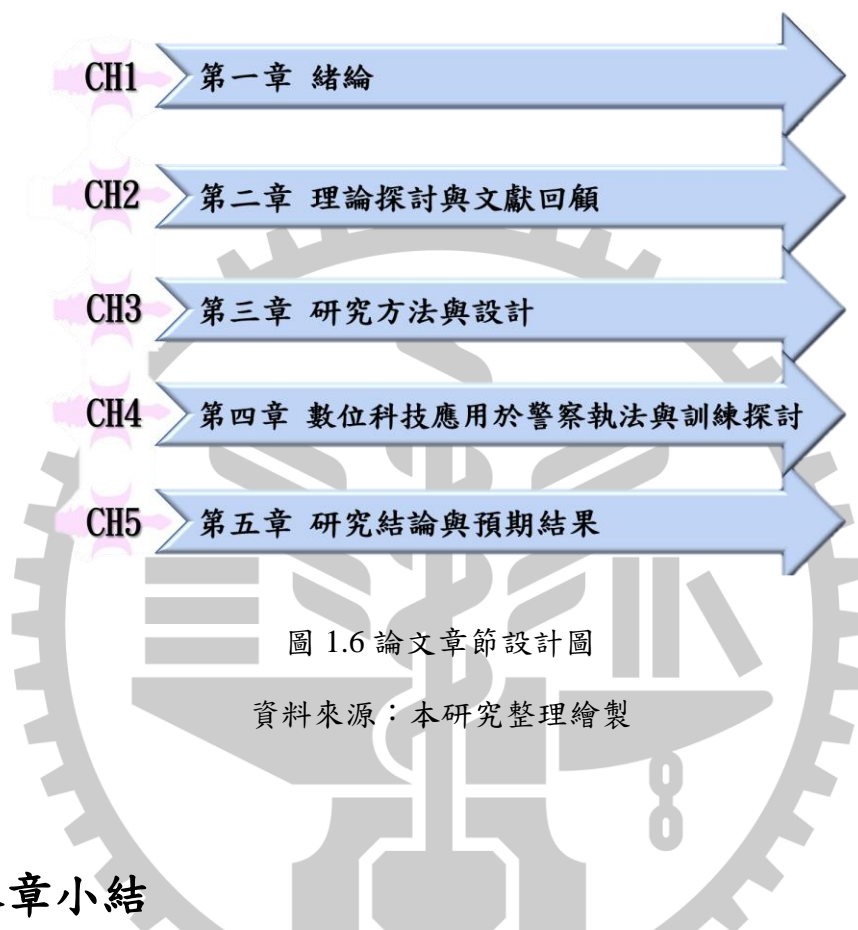 CH1 第一章 緒綸
CH2 第二章 理論探討與文獻回顧
CH3 第三章 研究方法與設計
CH4 第四章 數位科技應用於警察執法與訓練探討
CH5 第五章 研究結論與預期結果
圖 1.6 論文章節設計圖
資料來源：本研究整理繪製
章小結